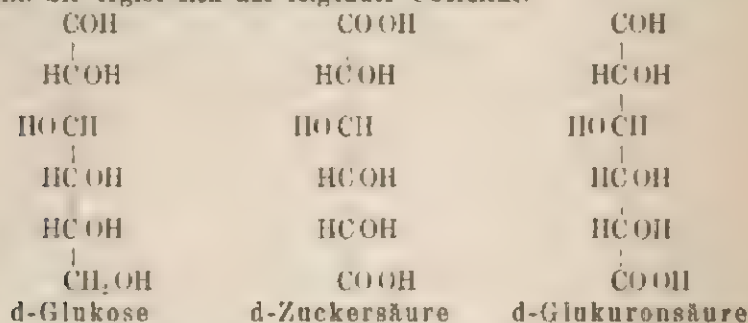 COH COOH COH
HCOH HCOH HCOH
HOCH HOCH HOCH
HCOH HCOH HCOH
HCOH HCOH HCOH
CH₂OH COOH COOH
d-Glukose d-Zuckersäure d-Glukuronsäure